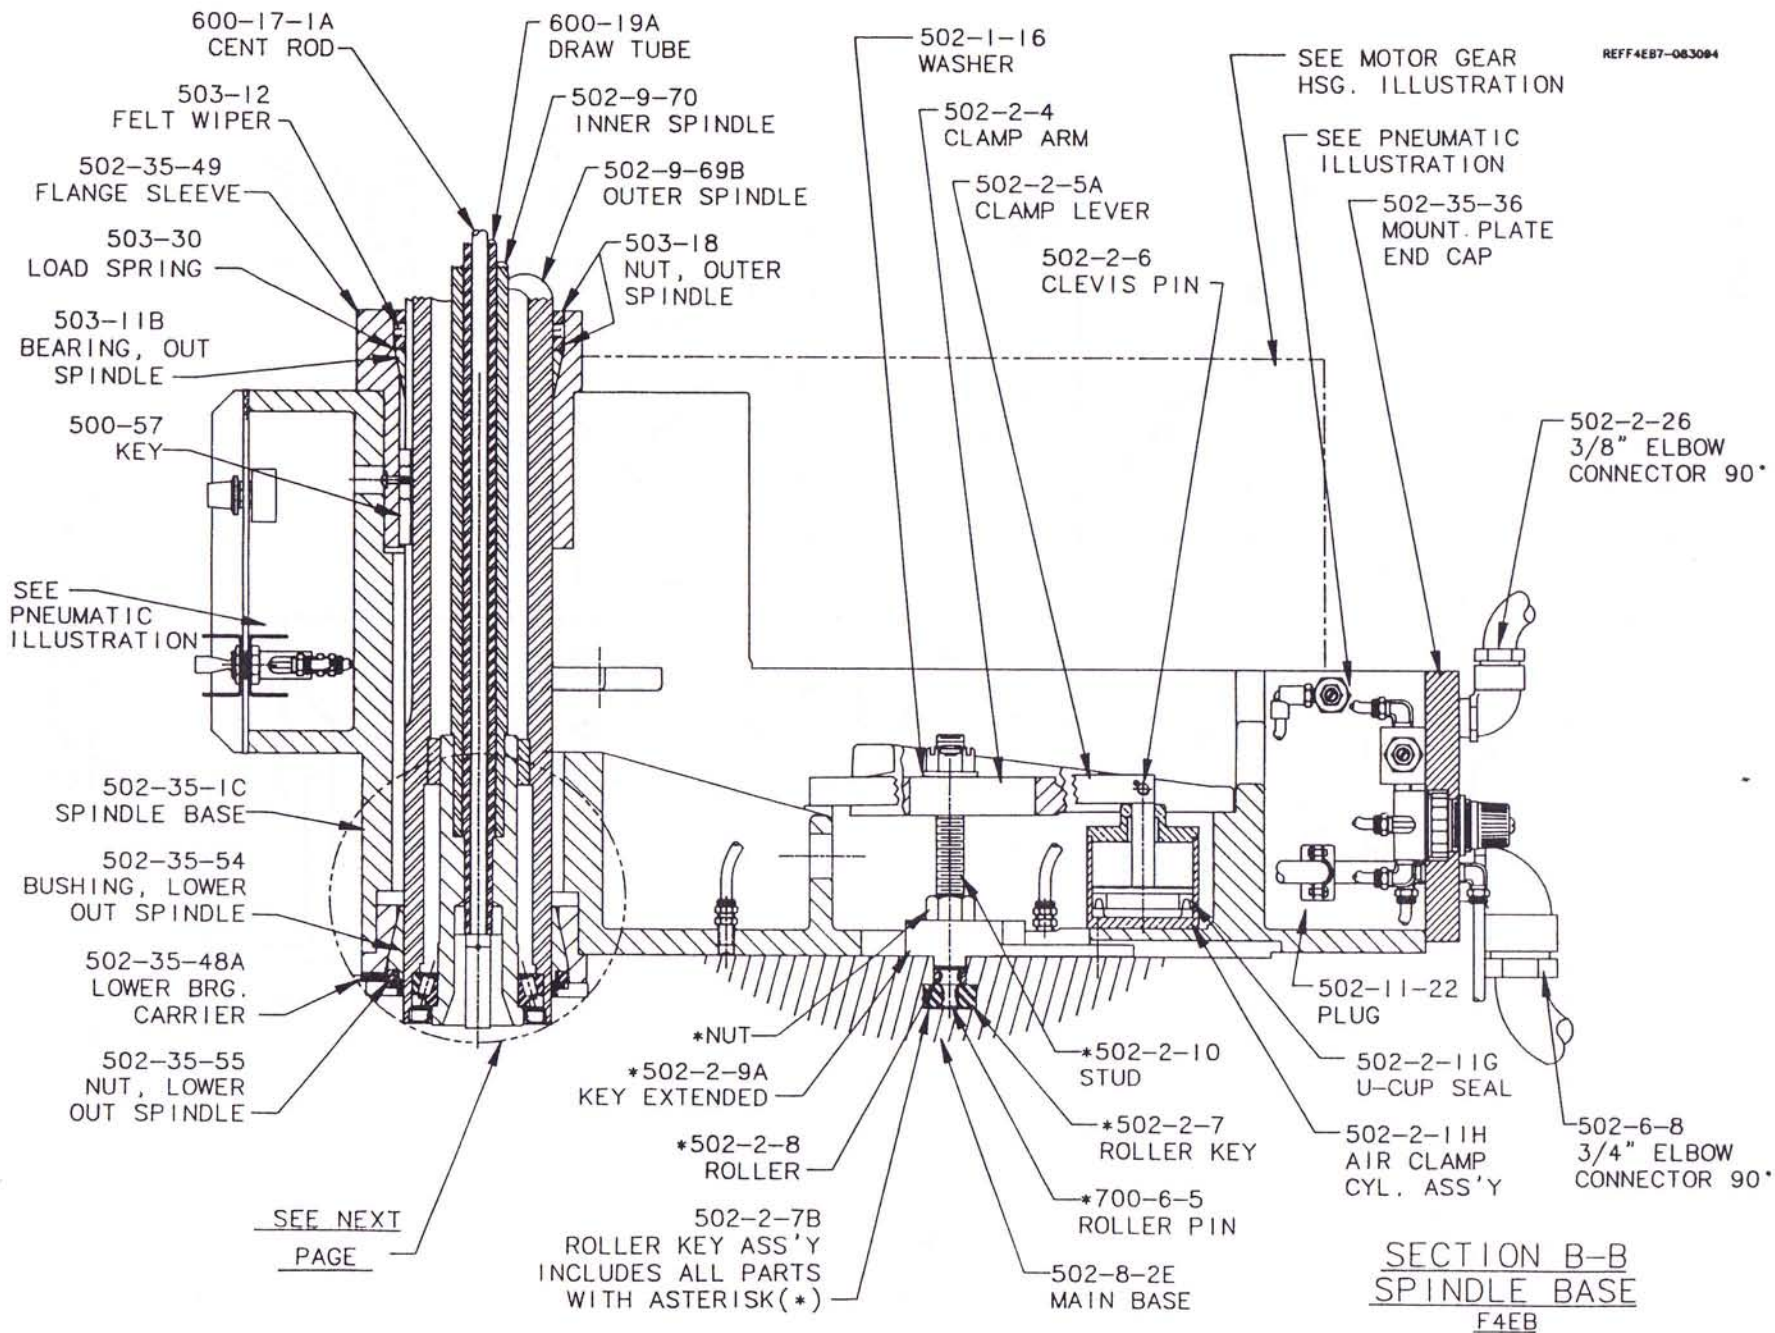 600-17-1A
CENT ROD
600-19A
DRAW TUBE
502-1-16
WASHER
SEE MOTOR GEAR
HSG. ILLUSTRATION
REFF4EB7-083094
503-12
FELT WIPER
502-9-70
INNER SPINDLE
502-2-4
CLAMP ARM
SEE PNEUMATIC
ILLUSTRATION
502-35-49
FLANGE SLEEVE
502-9-69B
OUTER SPINDLE
502-2-5A
CLAMP LEVER
502-35-36
MOUNT. PLATE
END CAP
503-30
LOAD SPRING
503-18
NUT, OUTER
SPINDLE
502-2-6
CLEVIS PIN
503-11B
BEARING, OUT
SPINDLE
500-57
KEY
502-2-26
3/8" ELBOW
CONNECTOR 90°
SEE
PNEUMATIC
ILLUSTRATION
502-35-1C
SPINDLE BASE
502-35-54
BUSHING, LOWER
OUT SPINDLE
502-35-48A
LOWER BRG.
CARRIER
502-35-55
NUT, LOWER
OUT SPINDLE
SEE NEXT
PAGE
*NUT
*502-2-9A
KEY EXTENDED
*502-2-8
ROLLER
502-2-7B
ROLLER KEY ASS'Y
INCLUDES ALL PARTS
WITH ASTERISK(*)
*502-2-10
STUD
*502-2-7
ROLLER KEY
*700-6-5
ROLLER PIN
502-8-2E
MAIN BASE
502-11-22
PLUG
502-2-11G
U-CUP SEAL
502-2-11H
AIR CLAMP
CYL. ASS'Y
502-6-8
3/4" ELBOW
CONNECTOR 90°
SECTION B-B
SPINDLE BASE
F4EB